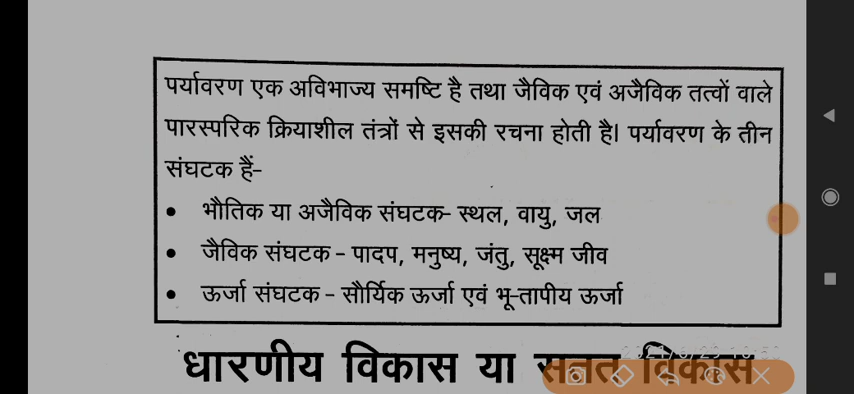 पर्यावरण एक अविभाज्य समष्टि है तथा जैविक एवं अजैविक तत्वों वाले
पारस्परिक क्रियाशील तंत्रों से इसकी रचना होती है। पर्यावरण के तीन
संघटक हैं-
• भौतिक या अजैविक संघटक- स्थल, वायु, जल
• जैविक संघटक - पादप, मनुष्य, जंतु, सूक्ष्म जीव
• ऊर्जा संघटक - सौर्यिक ऊर्जा एवं भू-तापीय ऊर्जा
धारणीय विकास या सतत विकास